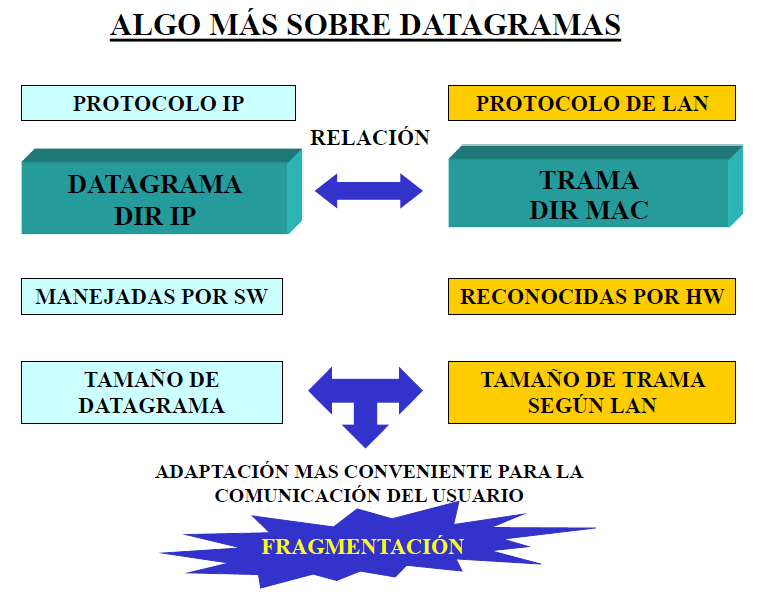 ALGO MÁS SOBRE DATAGRAMAS
PROTOCOLO IP
PROTOCOLO DE LAN
RELACIÓN
DATAGRAMA
DIR IP
TRAMA
DIR MAC
MANEJADAS POR SW
RECONOCIDAS POR HW
TAMAÑO DE
DATAGRAMA
TAMAÑO DE TRAMA
SEGÚN LAN
ADAPTACIÓN MAS CONVENIENTE PARA LA
COMUNICACIÓN DEL USUARIO
FRAGMENTACIÓN